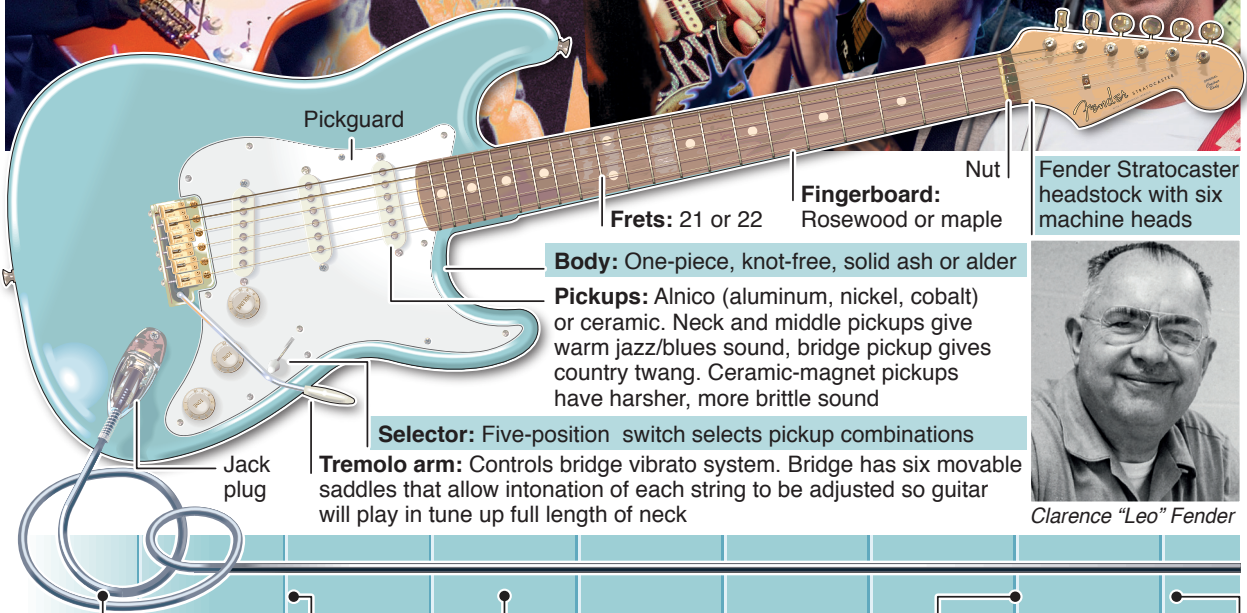 Pickguard
Fender STRATOCASTER
Nut
Fender Stratocaster
headstock with six
machine heads
Fingerboard:
Rosewood or maple
Frets: 21 or 22
Body: One-piece, knot-free, solid ash or alder
Pickups: Alnico (aluminum, nickel, cobalt)
or ceramic. Neck and middle pickups give
warm jazz/blues sound, bridge pickup gives
country twang. Ceramic-magnet pickups
have harsher, more brittle sound
Selector: Five-position switch selects pickup combinations
Jack
plug
Tremolo arm: Controls bridge vibrato system. Bridge has six movable
saddles that allow intonation of each string to be adjusted so guitar
will play in tune up full length of neck
Clarence “Leo” Fender